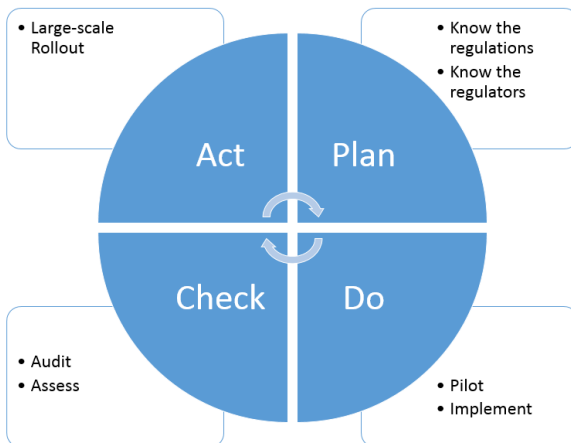 • Large-scale
Rollout
• Know the
regulations
• Know the
regulators
Act
Plan
Check
Do
• Audit
• Assess
• Pilot
• Implement